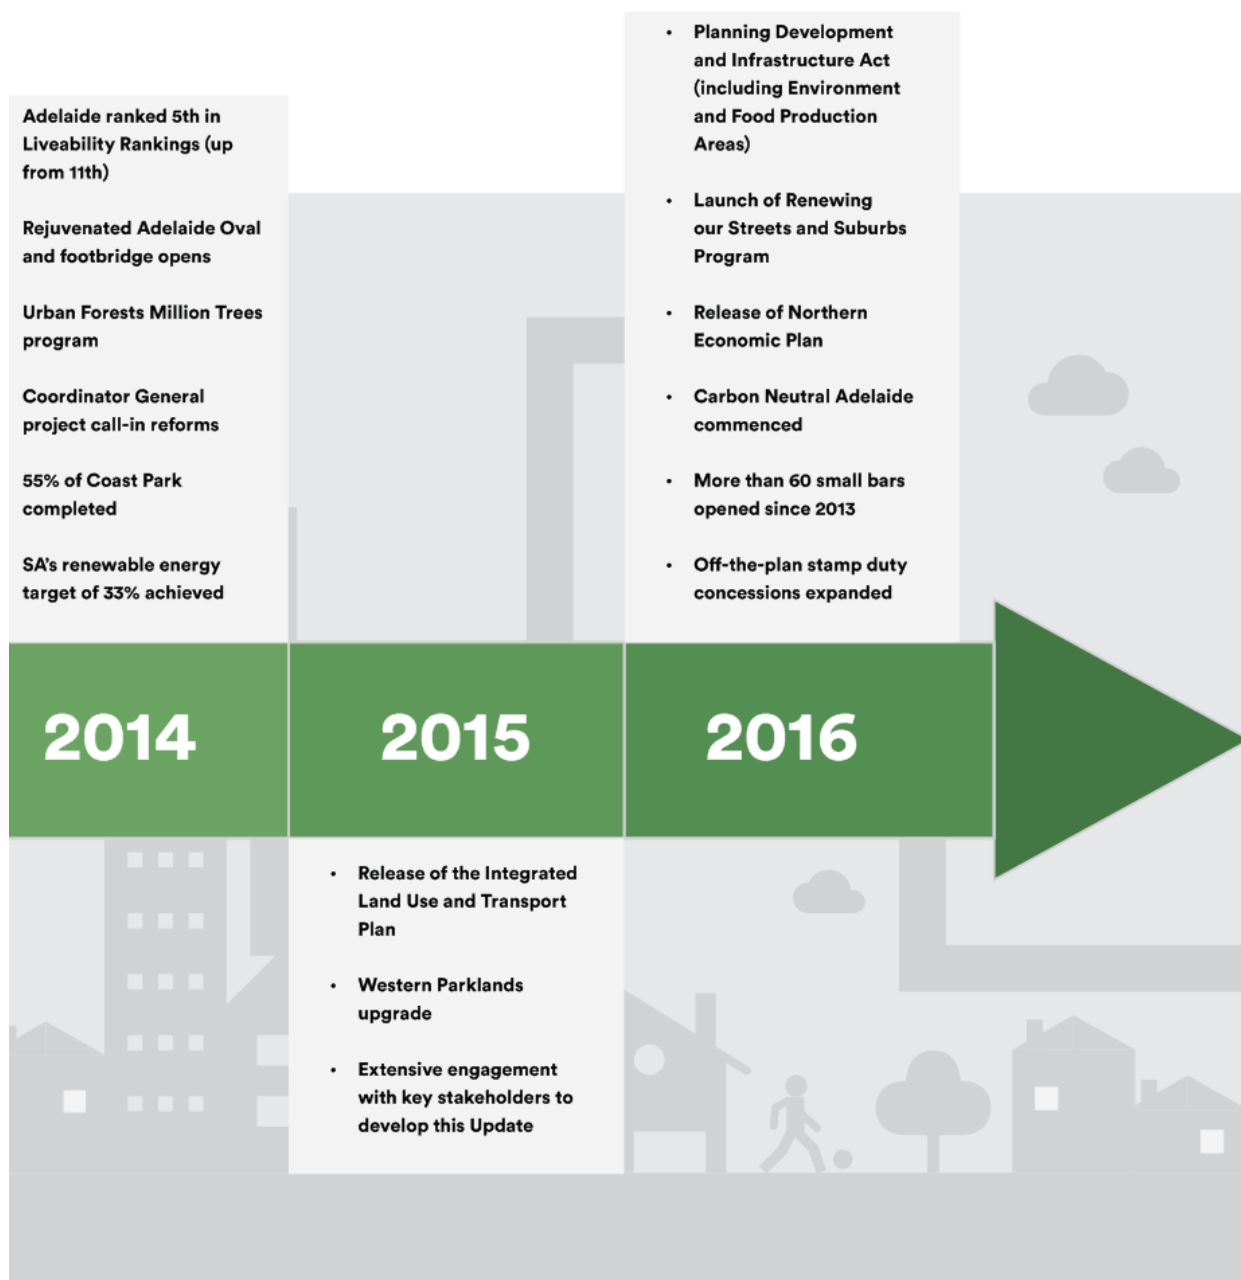 Adelaide ranked 5th in
Liveability Rankings (up
from 11th)
Rejuvenated Adelaide Oval
and footbridge opens
Urban Forests Million Trees
program
Coordinator General
project call-in reforms
55% of Coast Park
completed
SA's renewable energy
target of 33% achieved
2014
2015
• Release of the Integrated
Land Use and Transport
Plan
• Western Parklands
upgrade
• Extensive engagement
with key stakeholders to
develop this Update
• Planning Development
and Infrastructure Act
(including Environment
and Food Production
Areas)
• Launch of Renewing
our Streets and Suburbs
Program
• Release of Northern
Economic Plan
• Carbon Neutral Adelaide
commenced
• More than 60 small bars
opened since 2013
• Off-the-plan stamp duty
concessions expanded
2016